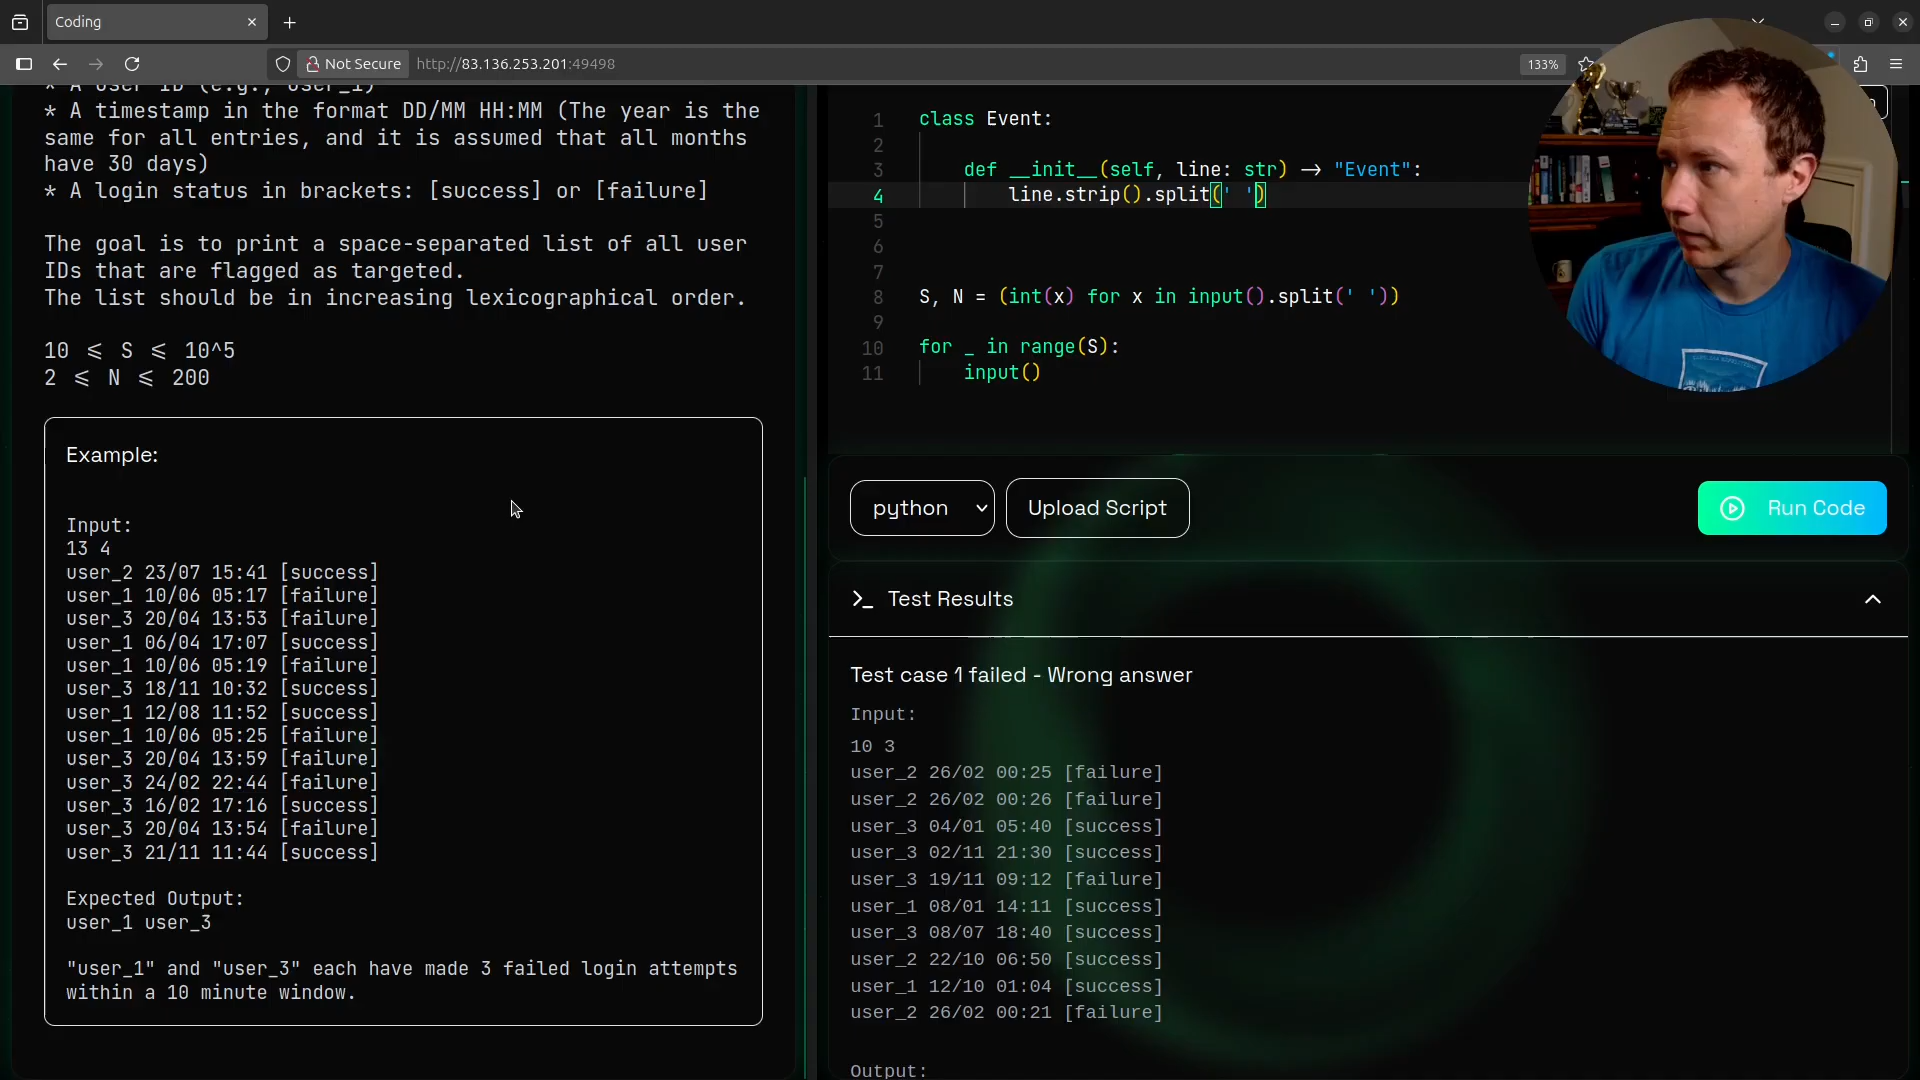 Coding
Not Secure
http://83.136.253.201:49498
133%
* A timestamp in the format DD/MM HH:MM (The year is the
same for all entries, and it is assumed that all months
have 30 days)
* A login status in brackets: [success] or [failure]
The goal is to print a space-separated list of all user
IDs that are flagged as targeted.
The list should be in increasing lexicographical order.
10 ⩽ S ⩽ 10^5
2 ⩽ N ⩽ 200
Example:
Input:
13 4
user_2 23/07 15:41 [success]
user_1 10/06 05:17 [failure]
user_3 20/04 13:53 [failure]
user_1 06/04 17:07 [success]
user_1 10/06 05:19 [failure]
user_3 18/11 10:32 [success]
user_1 12/08 11:52 [success]
user_1 10/06 05:25 [failure]
user_3 20/04 13:59 [failure]
user_3 24/02 22:44 [failure]
user_3 16/02 17:16 [success]
user_3 20/04 13:54 [failure]
user_3 21/11 11:44 [success]
Expected Output:
user_1 user_3
"user_1" and "user_3" each have made 3 failed login attempts
within a 10 minute window.
1 class Event:
2
3 def __init__(self, line: str) -> "Event":
4 line.strip().split(' ')
5
6
7
8 S, N = (int(x) for x in input().split(' '))
9
10 for _ in range(S):
11 input()
python
Upload Script
Run Code
Test Results
Test case 1 failed - Wrong answer
Input:
10 3
user_2 26/02 00:25 [failure]
user_2 26/02 00:26 [failure]
user_3 04/01 05:40 [success]
user_3 02/11 21:30 [success]
user_3 19/11 09:12 [failure]
user_1 08/01 14:11 [success]
user_3 08/07 18:40 [success]
user_2 22/10 06:50 [success]
user_1 12/10 01:04 [success]
user_2 26/02 00:21 [failure]
Output: